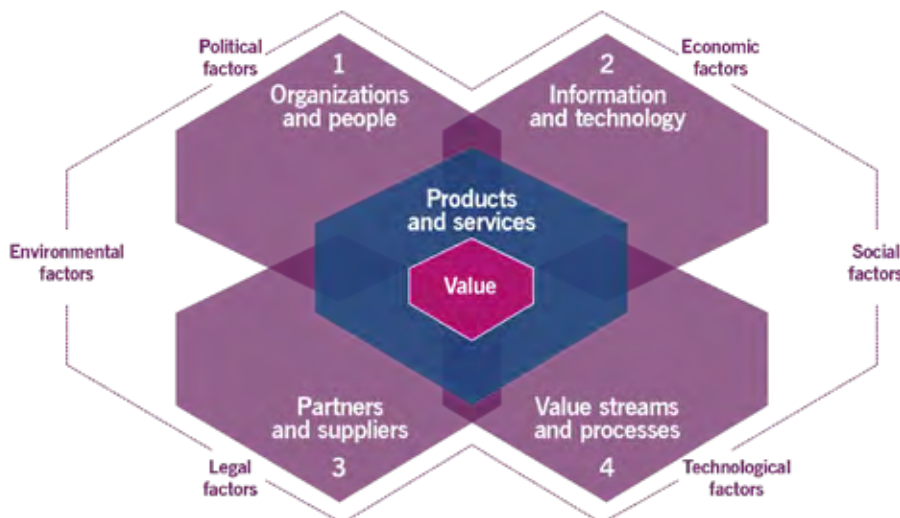 Political
factors
1
Organizations
and people
2
Information
and technology
Economic
factors
Products
and services
Value
Environmental
factors
Social
factors
Partners
and suppliers
3
Value streams
and processes
4
Legal
factors
Technological
factors